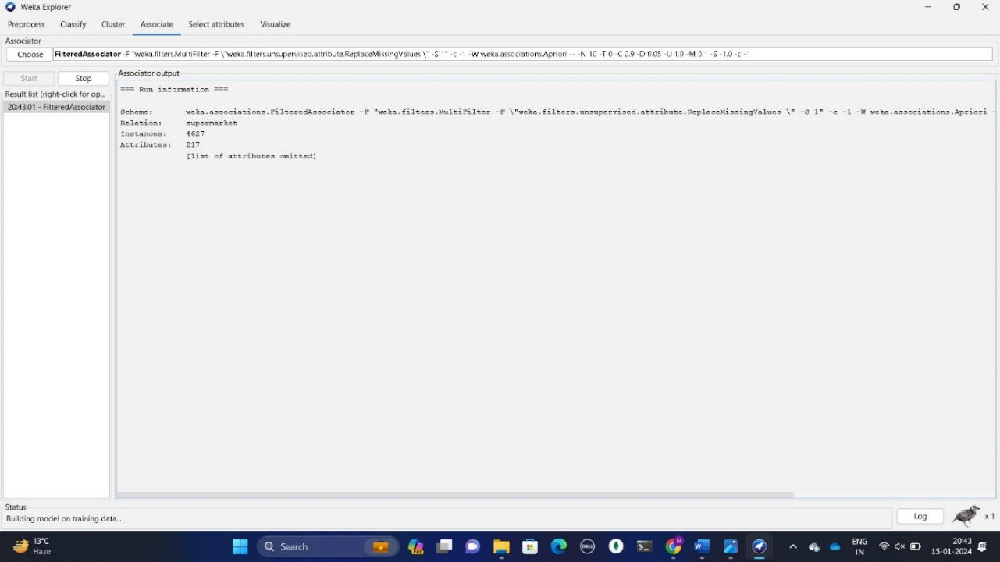 Weka Explorer
Preprocess Classify Cluster Associate Select attributes Visualize
Associator
Choose FilteredAssociator -F "weka.filters.MultiFilter -F \"weka.filters.unsupervised.attribute.ReplaceMissingValues \" -S 1" -c -1 -W weka.associations.Apriori -- -N 10 -T 0 -C 0.9 -D 0.05 -U 1.0 -M 0.1 -S -1.0 -c -1
Start Stop
Associator output
Result list (right-click for op...
20:43:01 - FilteredAssociator
=== Run information ===
Scheme: weka.associations.FilteredAssociator -F "weka.filters.MultiFilter -F \"weka.filters.unsupervised.attribute.ReplaceMissingValues \" -S 1" -c -1 -W weka.associations.Apriori -
Relation: supermarket
Instances: 4627
Attributes: 217
[list of attributes omitted]
Status
Building model on training data...
Log x 1
13°C
Haze
Search
DELL
ENG
IN
20:43
15-01-2024